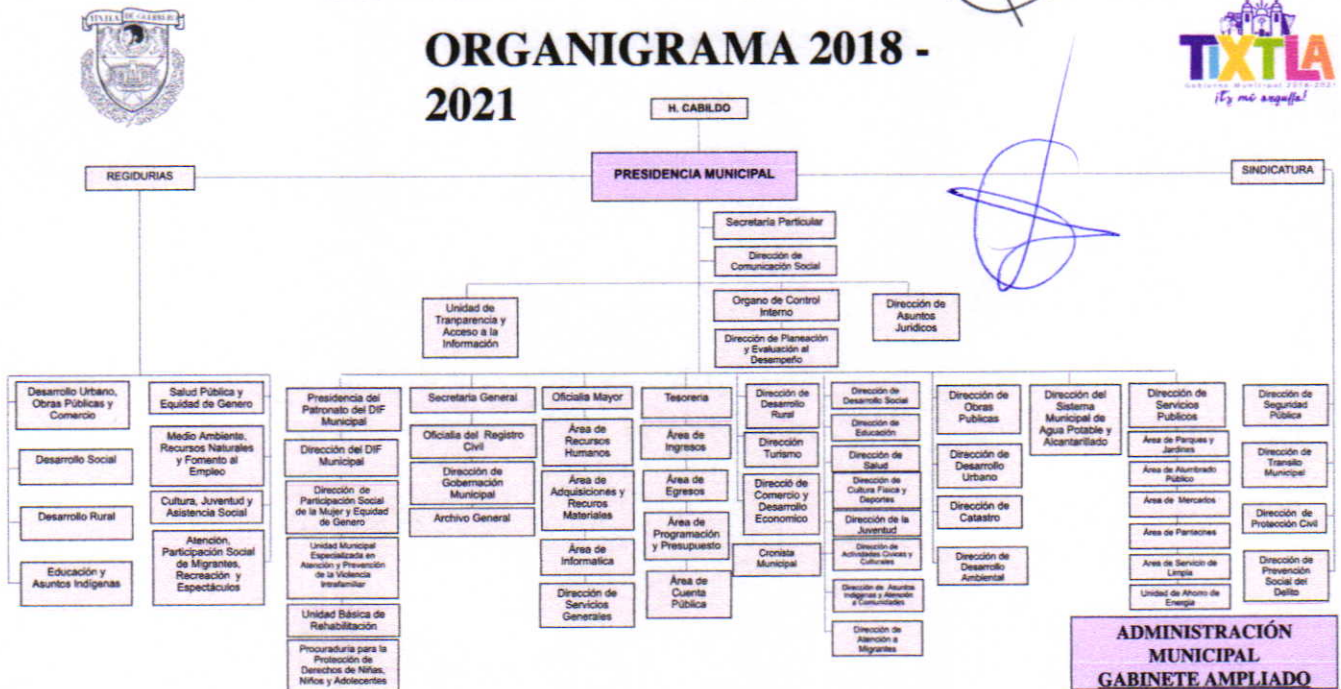 TIXTLA DE GUERRERO
ORGANIGRAMA 2018 -
2021
TIXTLA
Gobierno Municipal 2018-2021
¡Es mi orgullo!
H. CABILDO
REGIDURIAS
PRESIDENCIA MUNICIPAL
SINDICATURA
Secretaría Particular
Dirección de
Comunicación Social
Unidad de
Tranparencia y
Acceso a la
Información
Organo de Control
Interno
Dirección de
Asuntos
Jurídicos
Dirección de Planeación
y Evaluación al
Desempeño
Desarrollo Urbano,
Obras Públicas y
Comercio
Desarrollo Social
Desarrollo Rural
Educación y
Asuntos Indígenas
Salud Pública y
Equidad de Genero
Medio Ambiente,
Recursos Naturales
y Fomento al
Empleo
Cultura, Juventud y
Asistencia Social
Atención,
Participación Social
de Migrantes,
Recreación y
Espectáculos
Presidencia del
Patronato del DIF
Municipal
Dirección del DIF
Municipal
Dirección de
Participación Social
de la Mujer y Equidad
de Genero
Unidad Municipal
Especializada en
Atención y Prevención
de la Violencia
Intrafamiliar
Unidad Básica de
Rehabilitación
Procuraduría para la
Protección de
Derechos de Niñas,
Niños y Adolecentes
Secretaria General
Oficialia del Registro
Civil
Dirección de
Gobernación
Municipal
Archivo General
Oficialia Mayor
Área de
Recursos
Humanos
Área de
Adquisiciones y
Recuros
Materiales
Área de
Informatica
Dirección de
Servicios
Generales
Tesoreria
Área de
Ingresos
Área de
Egresos
Área de
Programación
y Presupuesto
Área de
Cuenta
Pública
Dirección de
Desarrollo
Rural
Dirección
Turismo
Direcció de
Comercio y
Desarrollo
Economico
Cronista
Municipal
Dirección de
Desarrollo Social
Dirección de
Educación
Dirección de
Salud
Dirección de
Cultura Fisica y
Deportes
Dirección de la
Juventud
Dirección de
Actividades Civicas y
Culturales
Dirección de Asuntos
Indigenas y Atención
a Comunidades
Dirección de
Atención a
Migrantes
Dirección de
Obras
Publicas
Dirección de
Desarrollo
Urbano
Dirección de
Catastro
Dirección de
Desarrollo
Ambiental
Dirección del
Sistema
Municipal de
Agua Potable y
Alcantarillado
Dirección de
Servicios
Publicos
Área de Parques y
Jardines
Área de Alumbrado
Público
Área de Mercados
Área de Panteones
Area de Servicio de
Limpia
Unidad de Ahorro de
Energia
Dirección de
Seguridad
Pública
Dirección de
Transito
Municipal
Dirección de
Protección Civil
Dirección de
Prevención
Social del
Delito
ADMINISTRACIÓN
MUNICIPAL
GABINETE AMPLIADO